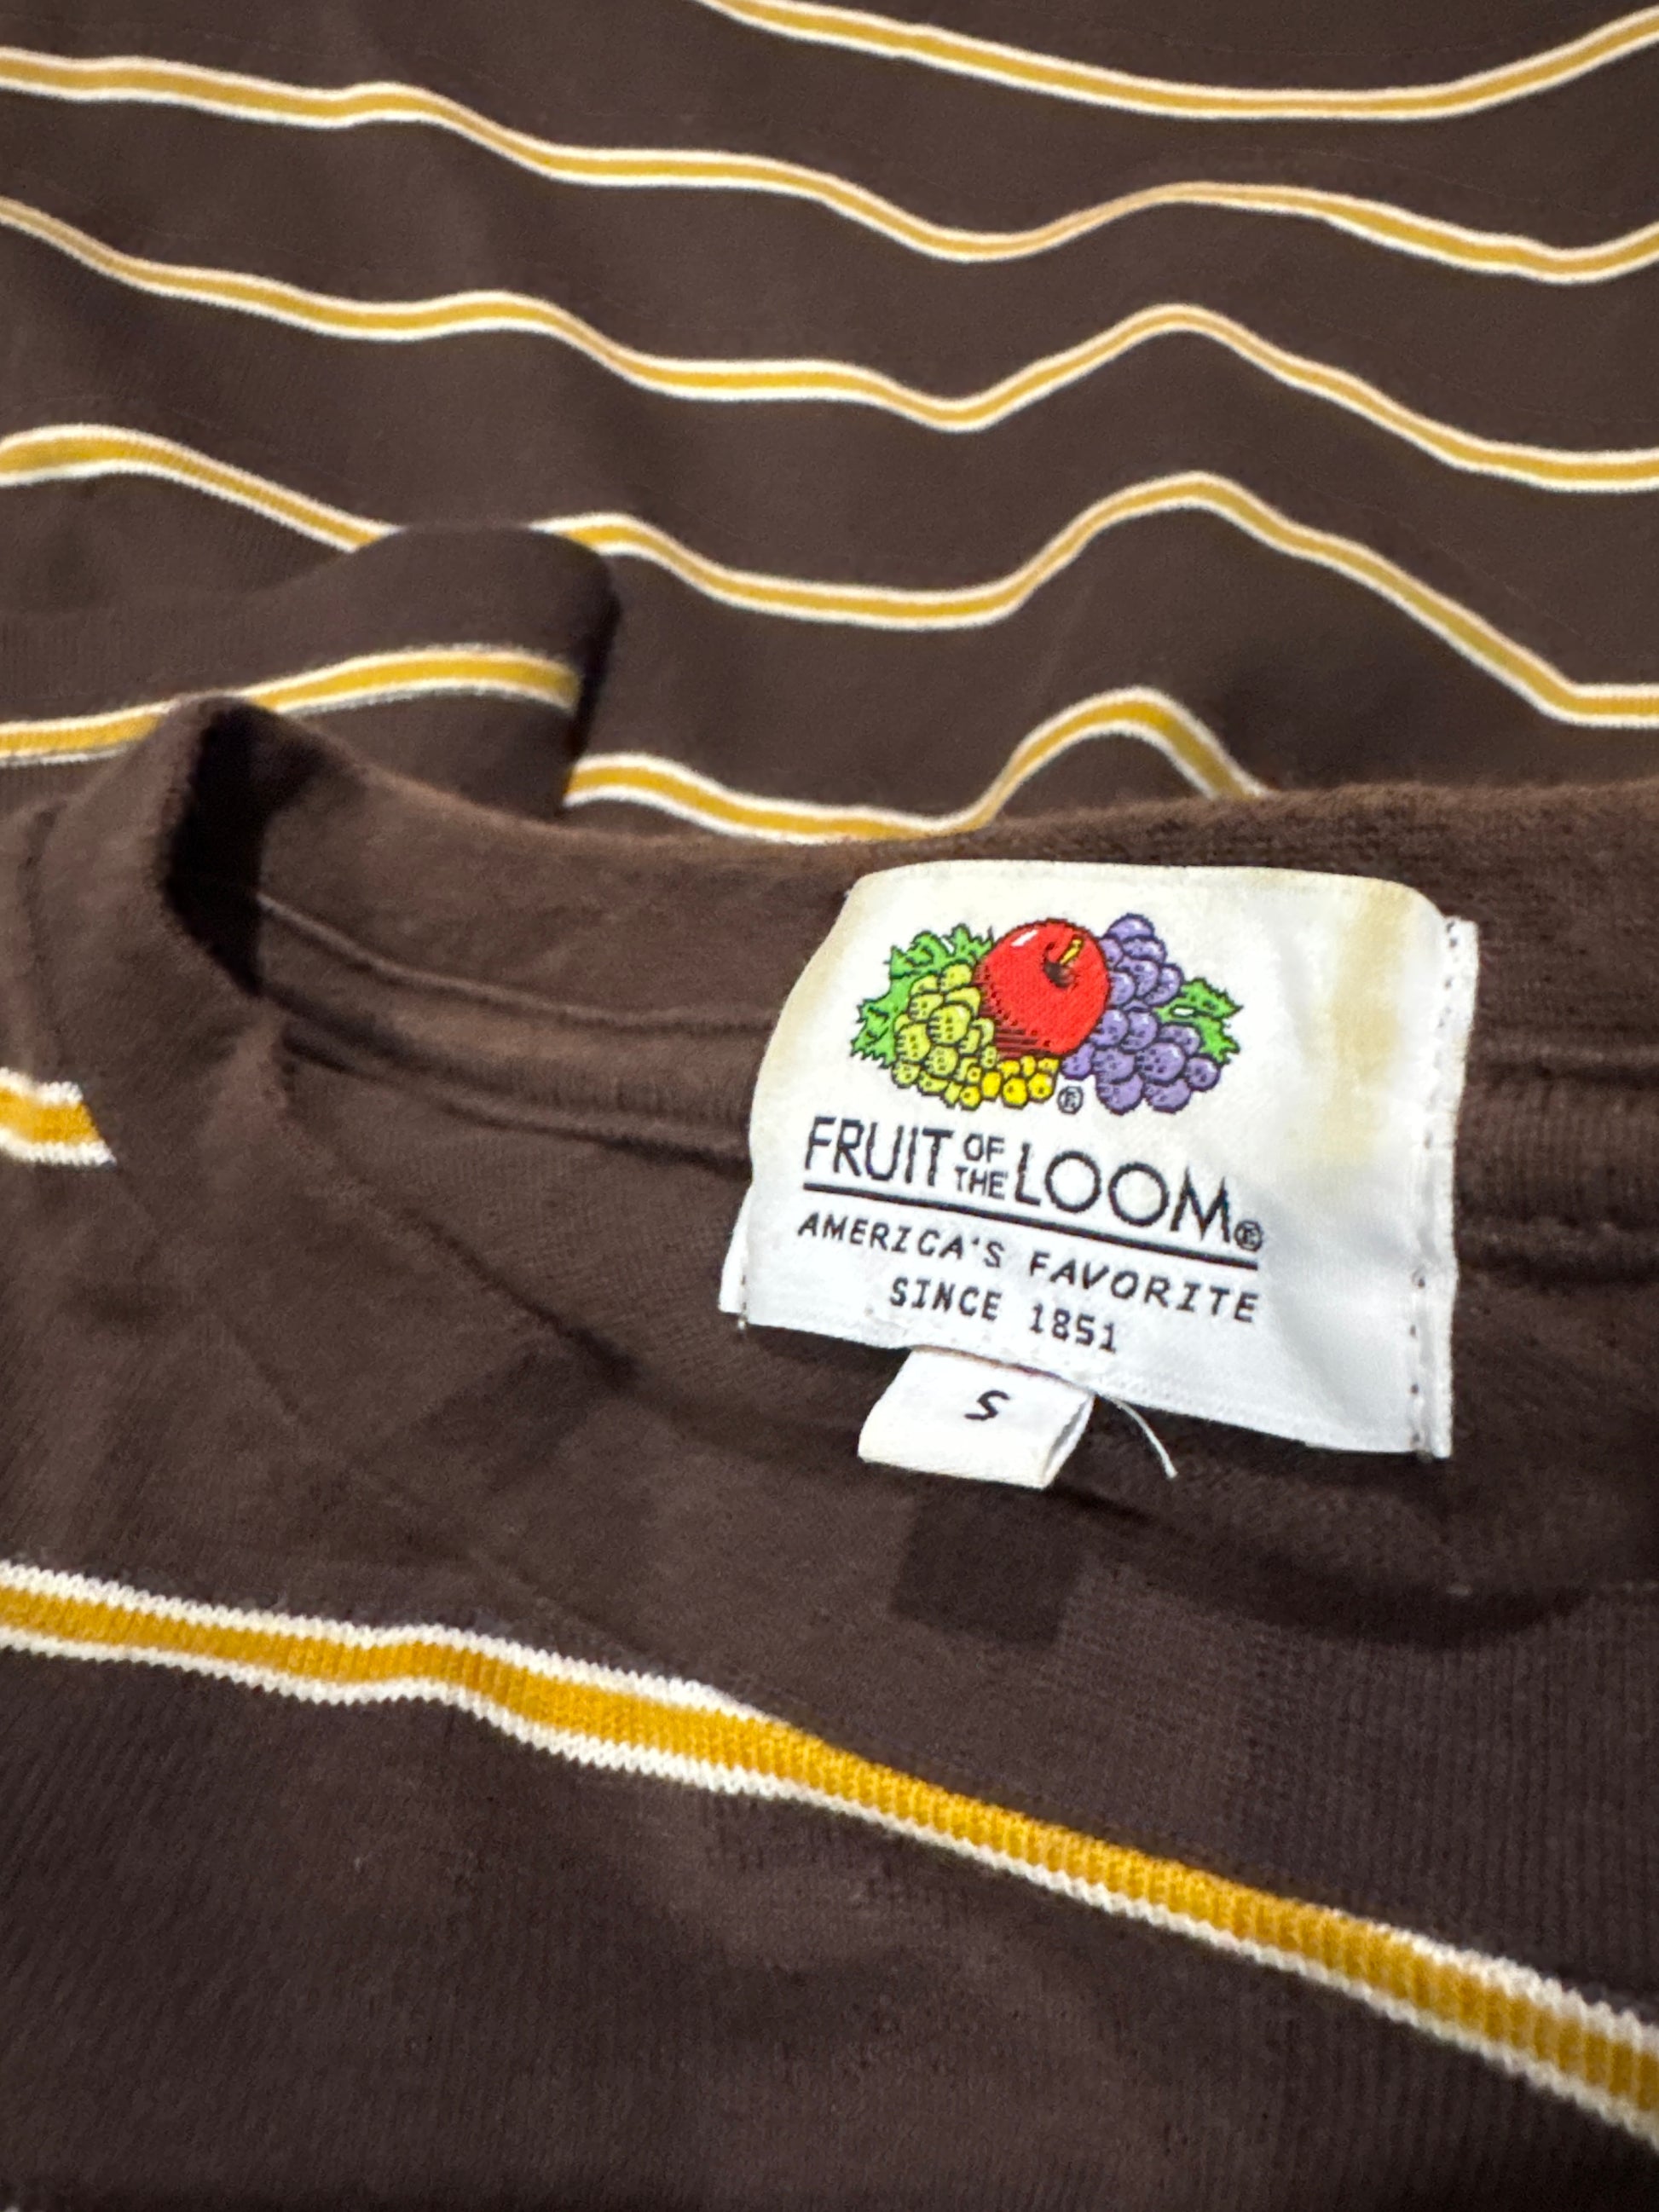 ®
FRUIT OF THE LOOM®
AMERICA'S FAVORITE
SINCE 1851
S